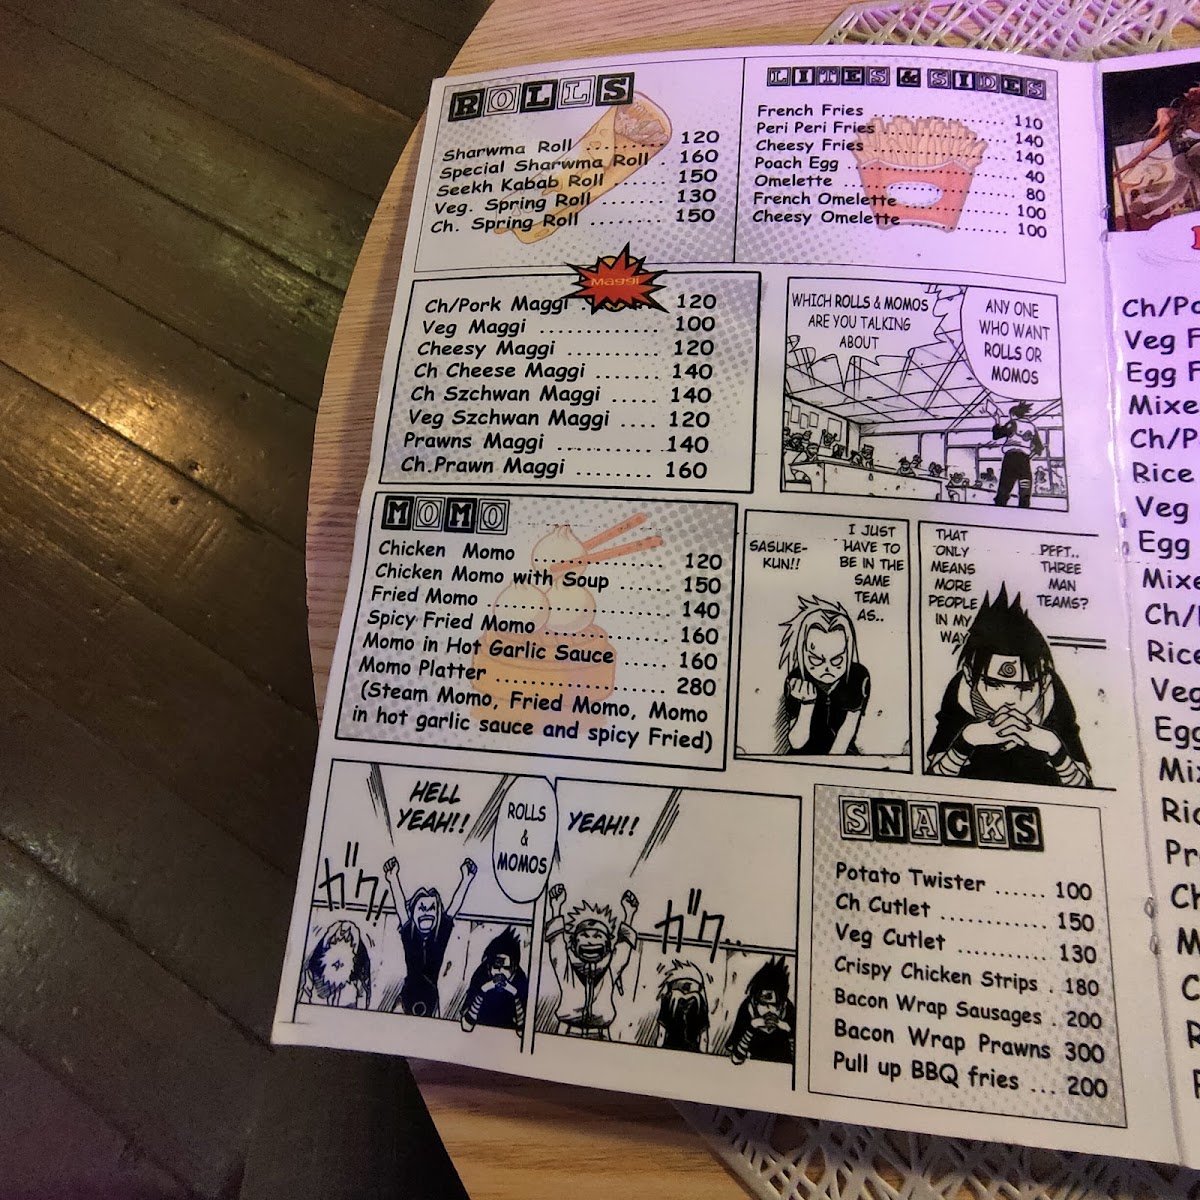 ROLLS
Sharwma Roll ........... 120
Special Sharwma Roll . 160
Seekh Kabab Roll ....... 150
Veg. Spring Roll ......... 130
Ch. Spring Roll .......... 150
LITES & SIDES
French Fries .................. 110
Peri Peri Fries ................ 140
Cheesy Fries .................. 140
Poach Egg ..................... 40
Omelette ....................... 80
French Omelette ............. 100
Cheesy Omelette ............. 100
Maggi
Ch/Pork Maggi .......... 120
Veg Maggi ................ 100
Cheesy Maggi .......... 120
Ch Cheese Maggi ....... 140
Ch Szchwan Maggi ..... 140
Veg Szchwan Maggi .... 120
Prawns Maggi ........... 140
Ch.Prawn Maggi ........ 160
WHICH ROLLS & MOMOS
ARE YOU TALKING
ABOUT
ANY ONE
WHO WANT
ROLLS OR
MOMOS
MOMO
Chicken Momo .............. 120
Chicken Momo with Soup ....... 150
Fried Momo .................. 140
Spicy Fried Momo ............ 160
Momo in Hot Garlic Sauce ..... 160
Momo Platter ................ 280
(Steam Momo, Fried Momo, Momo
in hot garlic sauce and spicy Fried)
SASUKE-
KUN!!
I JUST
HAVE TO
BE IN THE
SAME
TEAM
AS..
THAT
ONLY
MEANS
MORE
PEOPLE
IN MY
WAY
PFFT..
THREE
MAN
TEAMS?
HELL
YEAH!!
ROLLS
&
MOMOS
YEAH!!
ガク
ガク..
SNACKS
Potato Twister ...... 100
Ch Cutlet .......... 150
Veg Cutlet ........... 130
Crispy Chicken Strips . 180
Bacon Wrap Sausages . 200
Bacon Wrap Prawns 300
Pull up BBQ fries ... 200
Veg
Egg
Rice
Veg
Egg
Rice
Veg